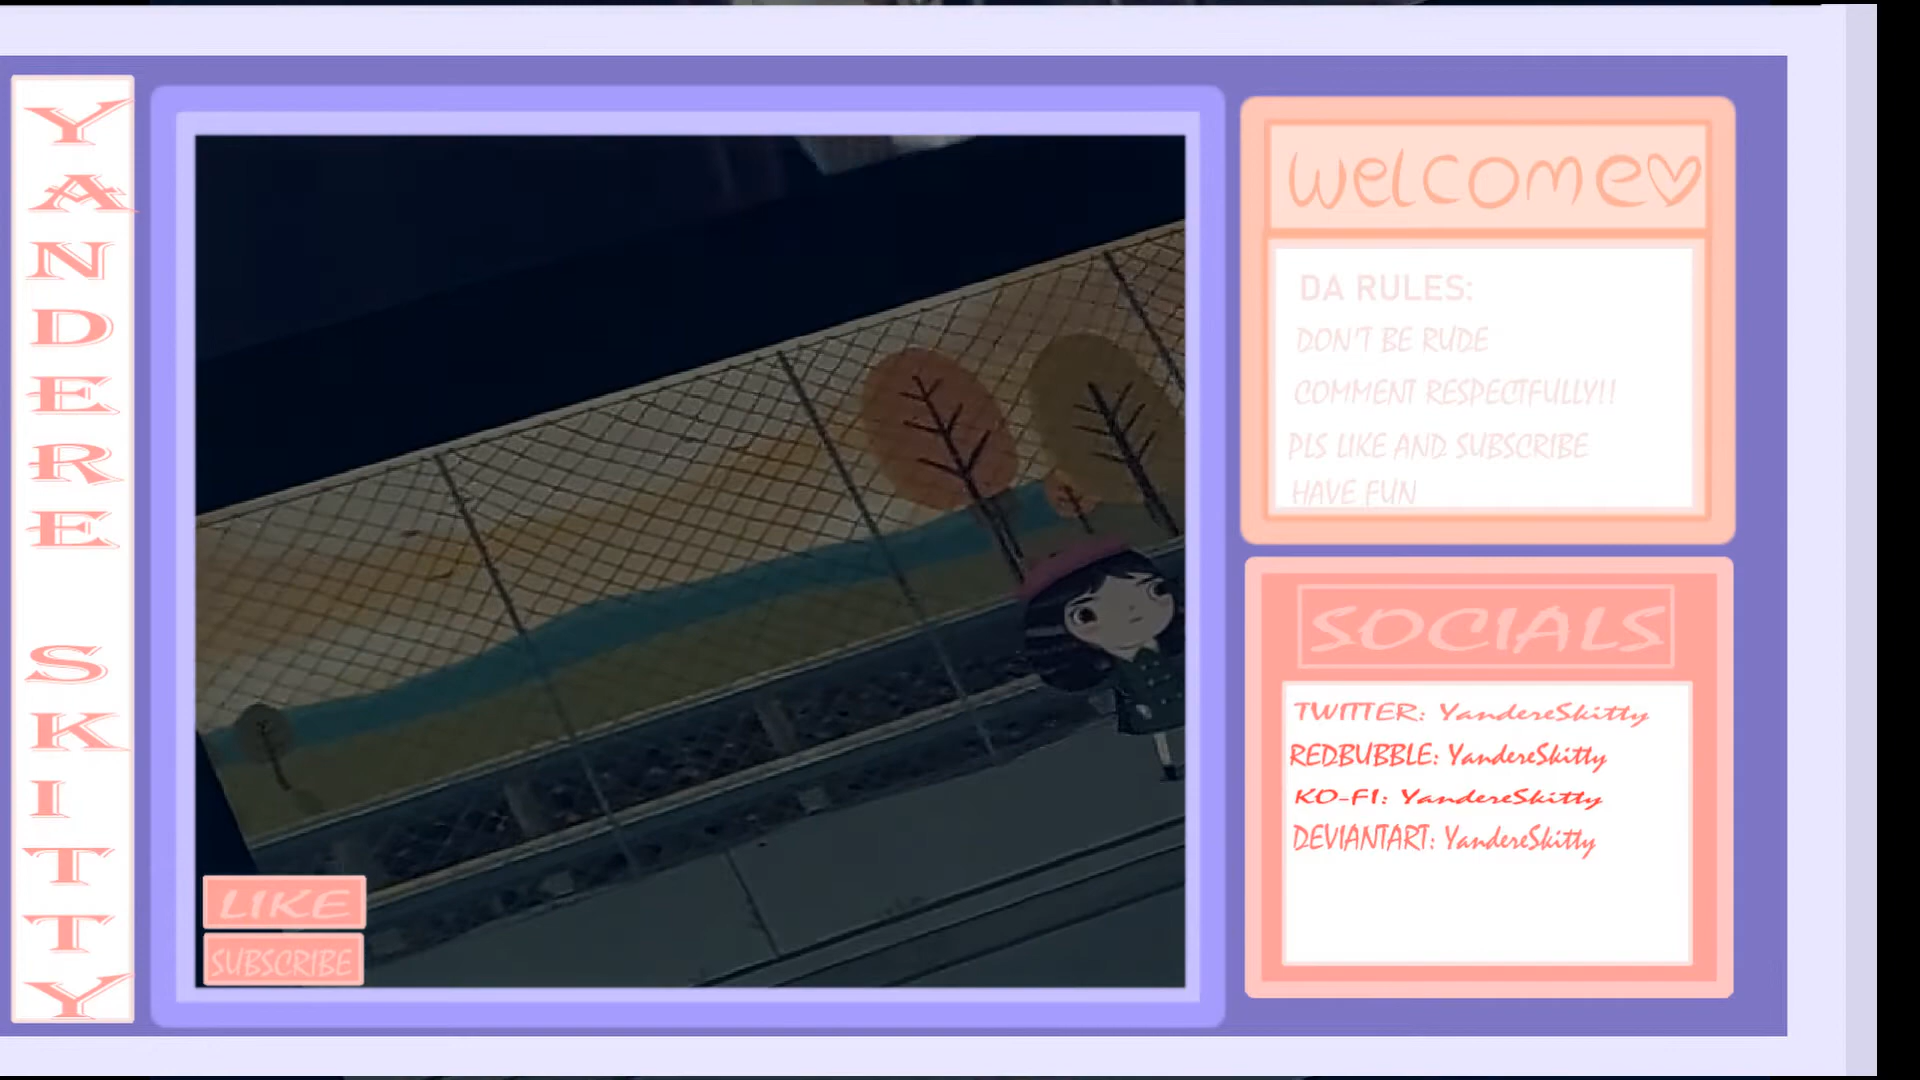 YANDERE SKITTY
LIKE
SUBSCRIBE
welcome♡
DA RULES:
DON'T BE RUDE
COMMENT RESPECTFULLY!!
PLS LIKE AND SUBSCRIBE
HAVE FUN
SOCIALS
TWITTER: YandereSkitty
REDBUBBLE: YandereSkitty
KO-FI: YandereSkitty
DEVIANTART: YandereSkitty